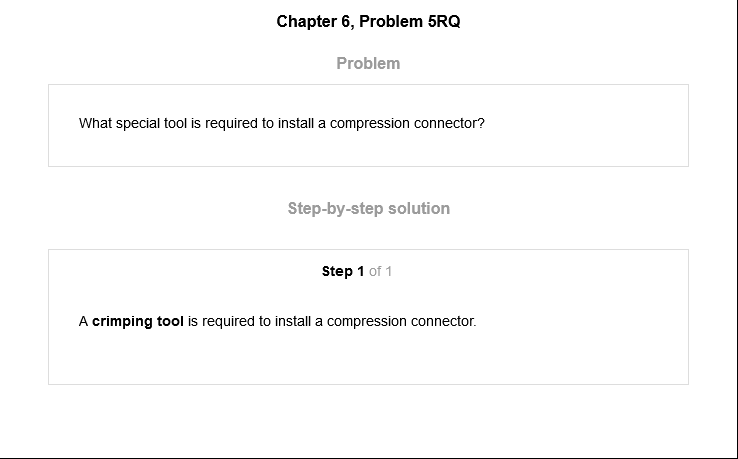 Chapter 6, Problem 5RQ
Problem
What special tool is required to install a compression connector?
Step-by-step solution
Step 1 of 1
A crimping tool is required to install a compression connector.